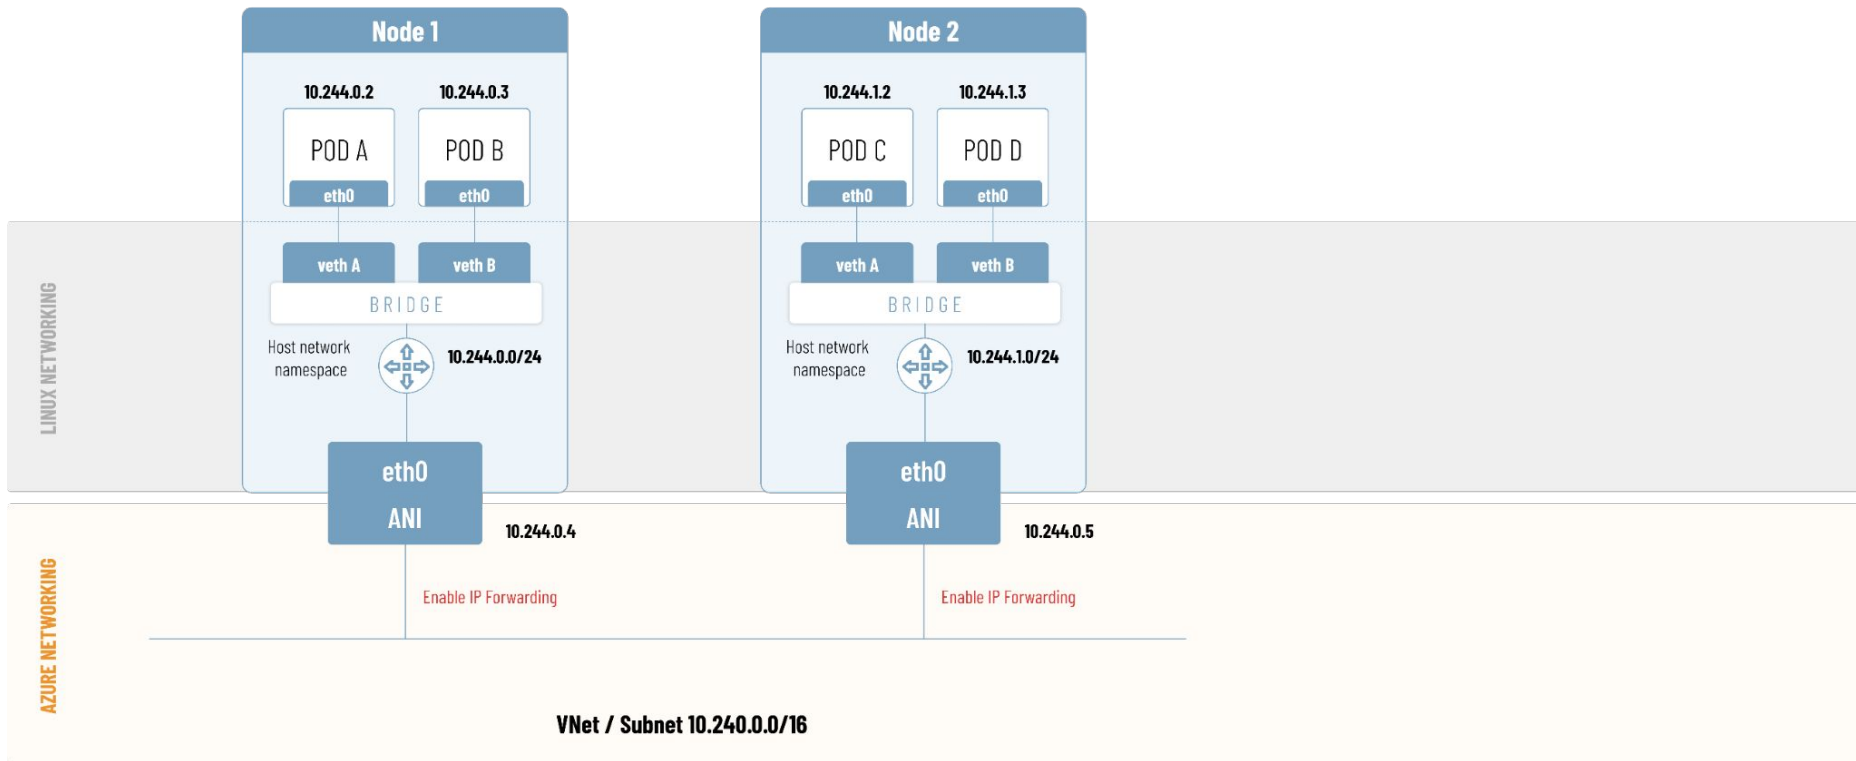 Node 1
Node 2
10.244.0.2
10.244.0.3
10.244.1.2
10.244.1.3
POD A
POD B
POD C
POD D
eth0
eth0
eth0
eth0
veth A
veth B
veth A
veth B
BRIDGE
BRIDGE
Host network
namespace
10.244.0.0/24
Host network
namespace
10.244.1.0/24
LINUX NETWORKING
eth0
ANI
10.244.0.4
eth0
ANI
10.244.0.5
Enable IP Forwarding
Enable IP Forwarding
AZURE NETWORKING
VNet / Subnet 10.240.0.0/16